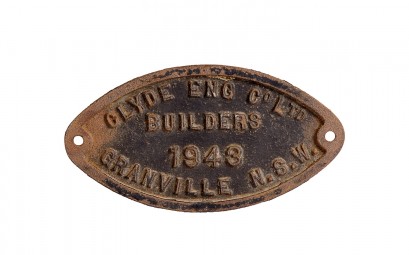 CLYDE ENG CO LTD
BUILDERS
1943
GRANVILLE N.S.W.